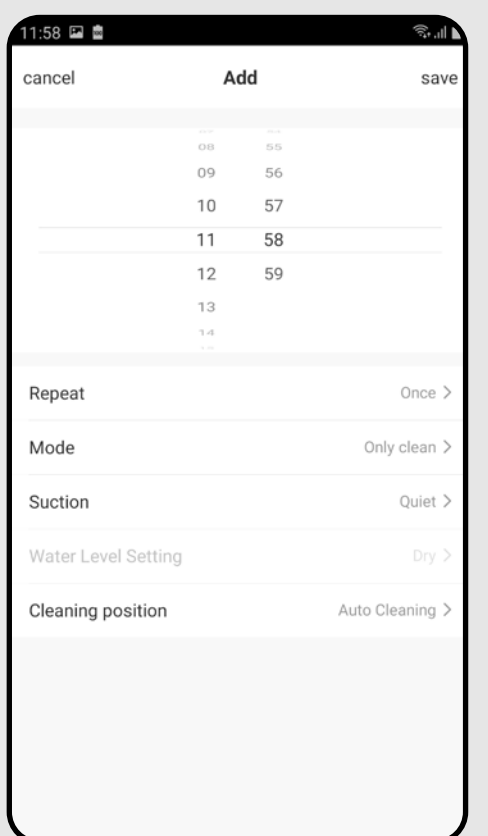 11:58
cancel Add save
08 55
09 56
10 57
11 58
12 59
13
14
Repeat Once >
Mode Only clean >
Suction Quiet >
Water Level Setting Dry >
Cleaning position Auto Cleaning >